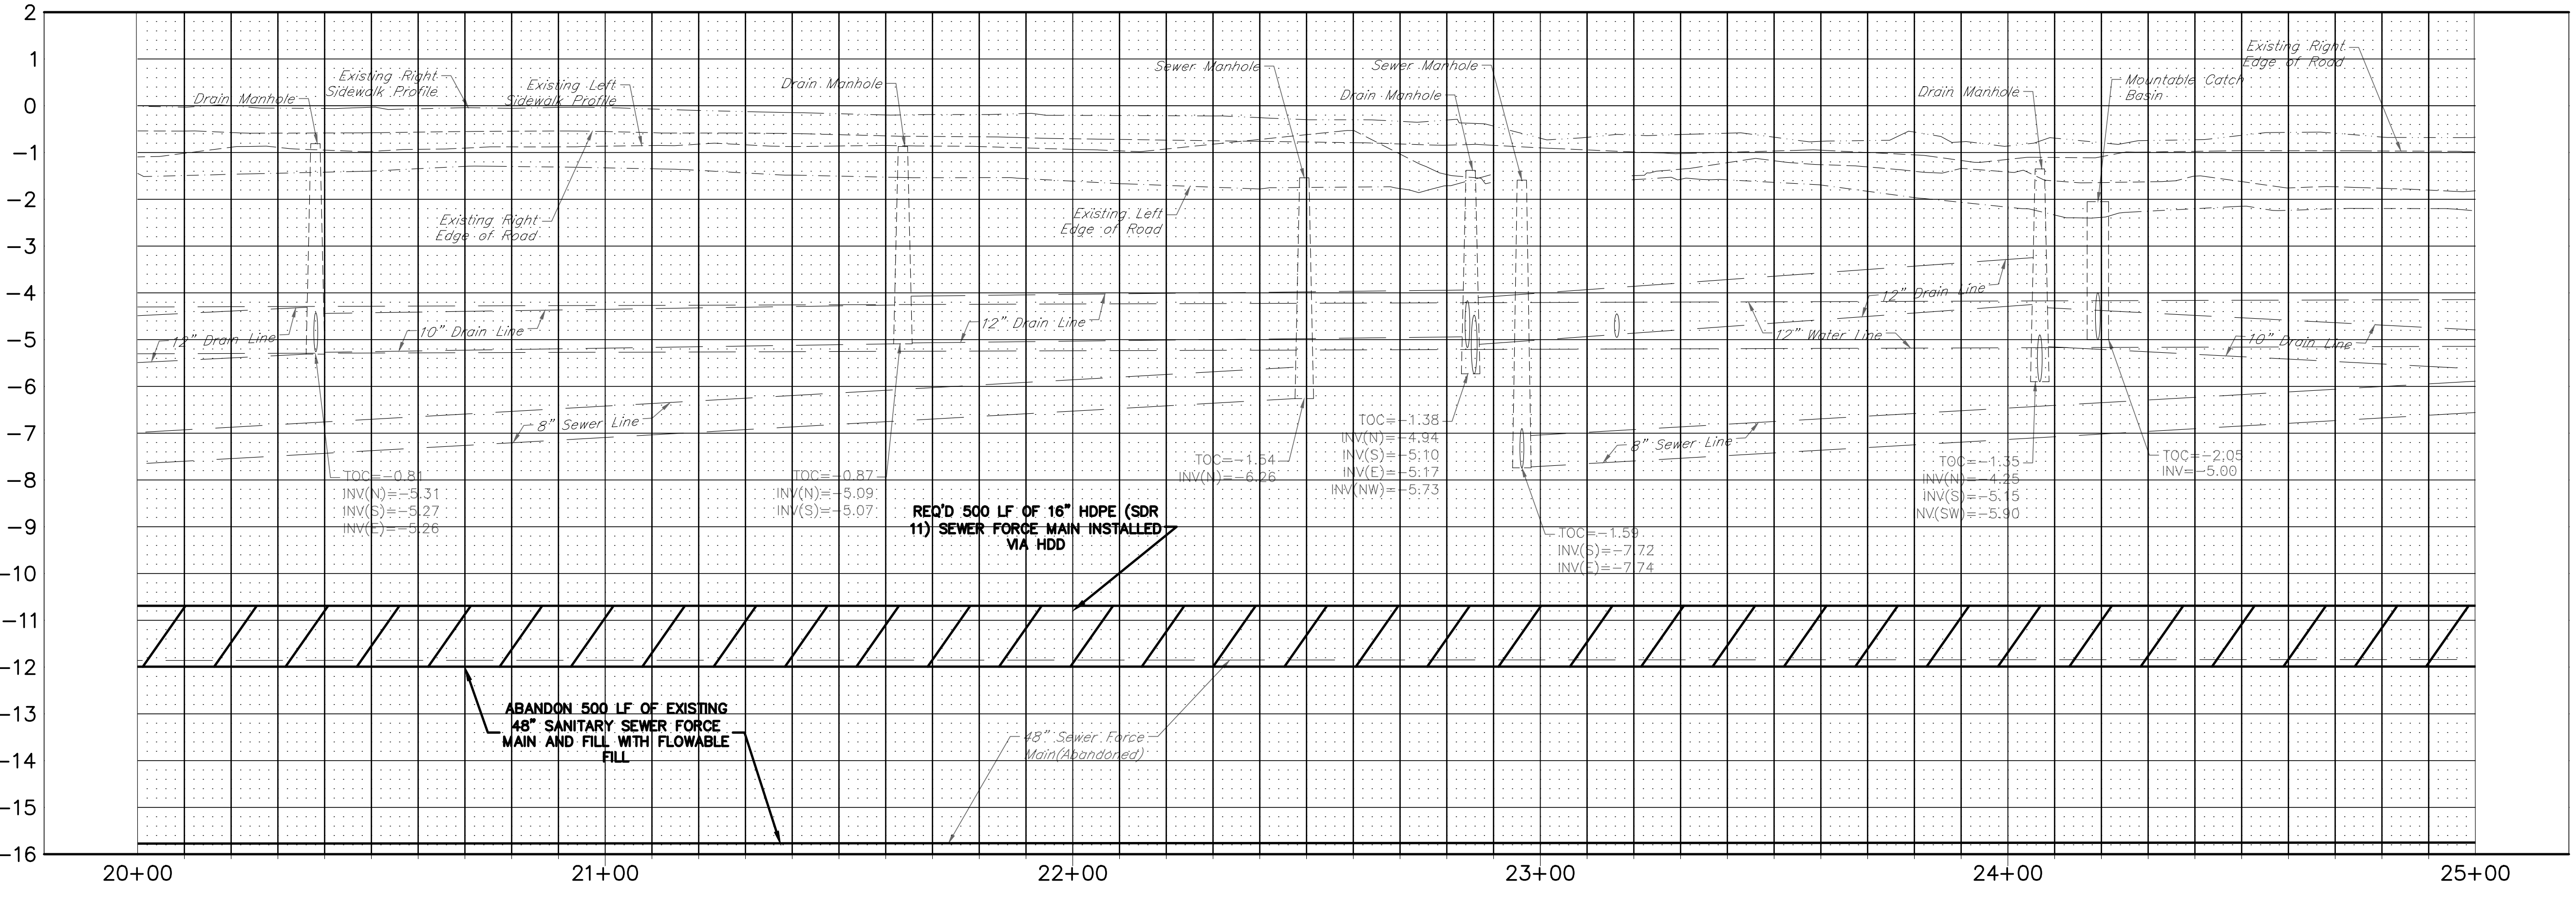 2
1
0
-1
-2
-3
-4
-5
-6
-7
-8
-9
-10
-11
-12
-13
-14
-15
-16
Drain Manhole
Existing Right
Sidewalk Profile
Existing Left
Sidewalk Profile
Drain Manhole
Sewer Manhole
Sewer Manhole
Drain Manhole
Drain Manhole
Mountable Catch
Basin
Existing Right
Edge of Road
Existing Right
Edge of Road
Existing Left
Edge of Road
12" Drain Line
10" Drain Line
12" Drain Line
12" Drain Line
12" Water Line
10" Drain Line
8" Sewer Line
8" Sewer Line
TOC=-0.81
INV(N)=-5.31
INV(S)=-5.27
INV(E)=-5.26
TOC=-0.87
INV(N)=-5.09
INV(S)=-5.07
TOC=-1.54
INV(N)=-6.26
TOC=-1.38
INV(N)=-4.94
INV(S)=-5.10
INV(E)=-5.17
INV(NW)=-5.73
TOC=-1.59
INV(S)=-7.72
INV(E)=-7.74
TOC=-1.35
INV(N)=-4.25
INV(S)=-5.15
NV(SW)=-5.90
TOC=-2.05
INV=-5.00
REQ'D 500 LF OF 16" HDPE (SDR
11) SEWER FORCE MAIN INSTALLED
VIA HDD
ABANDON 500 LF OF EXISTING
48" SANITARY SEWER FORCE
MAIN AND FILL WITH FLOWABLE
FILL
48" Sewer Force
Main(Abandoned)
20+00
21+00
22+00
23+00
24+00
25+00